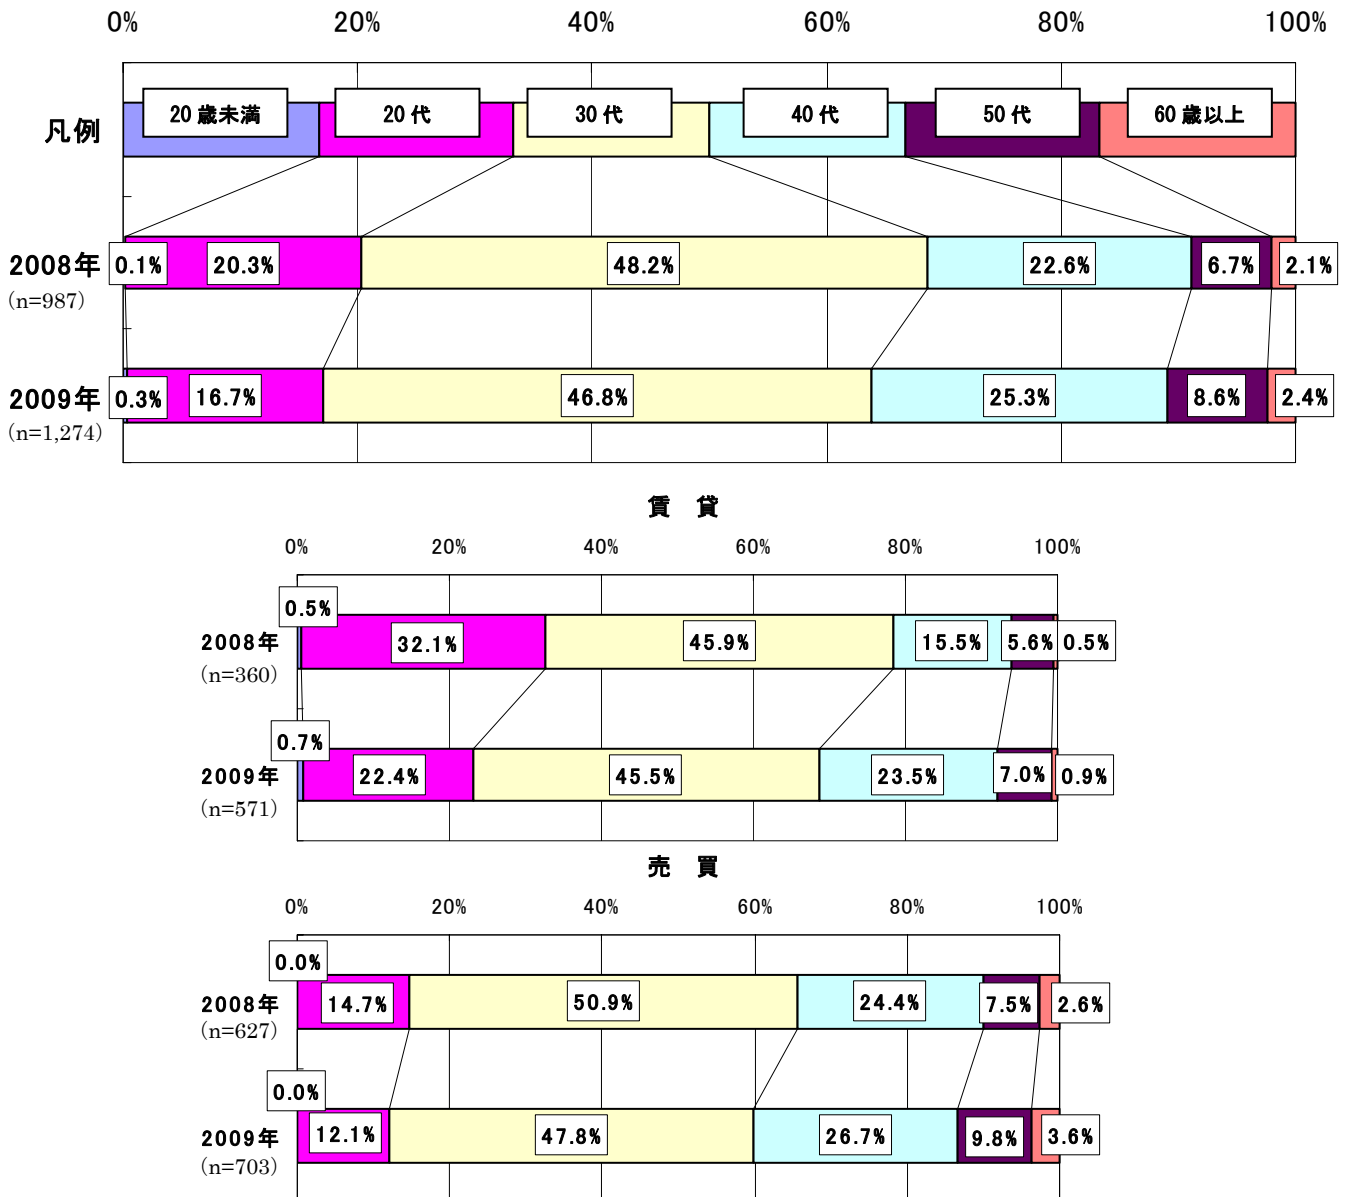 0% 20% 40% 60% 80% 100%
凡例 20歳未満 20代 30代 40代 50代 60歳以上
2008年 0.1% 20.3% 48.2% 22.6% 6.7% 2.1%
(n=987)
2009年 0.3% 16.7% 46.8% 25.3% 8.6% 2.4%
(n=1,274)
賃 貸
0% 20% 40% 60% 80% 100%
0.5%
2008年 32.1% 45.9% 15.5% 5.6% 0.5%
(n=360)
0.7%
2009年 22.4% 45.5% 23.5% 7.0% 0.9%
(n=571)
売 買
0% 20% 40% 60% 80% 100%
0.0%
2008年 14.7% 50.9% 24.4% 7.5% 2.6%
(n=627)
0.0%
2009年 12.1% 47.8% 26.7% 9.8% 3.6%
(n=703)